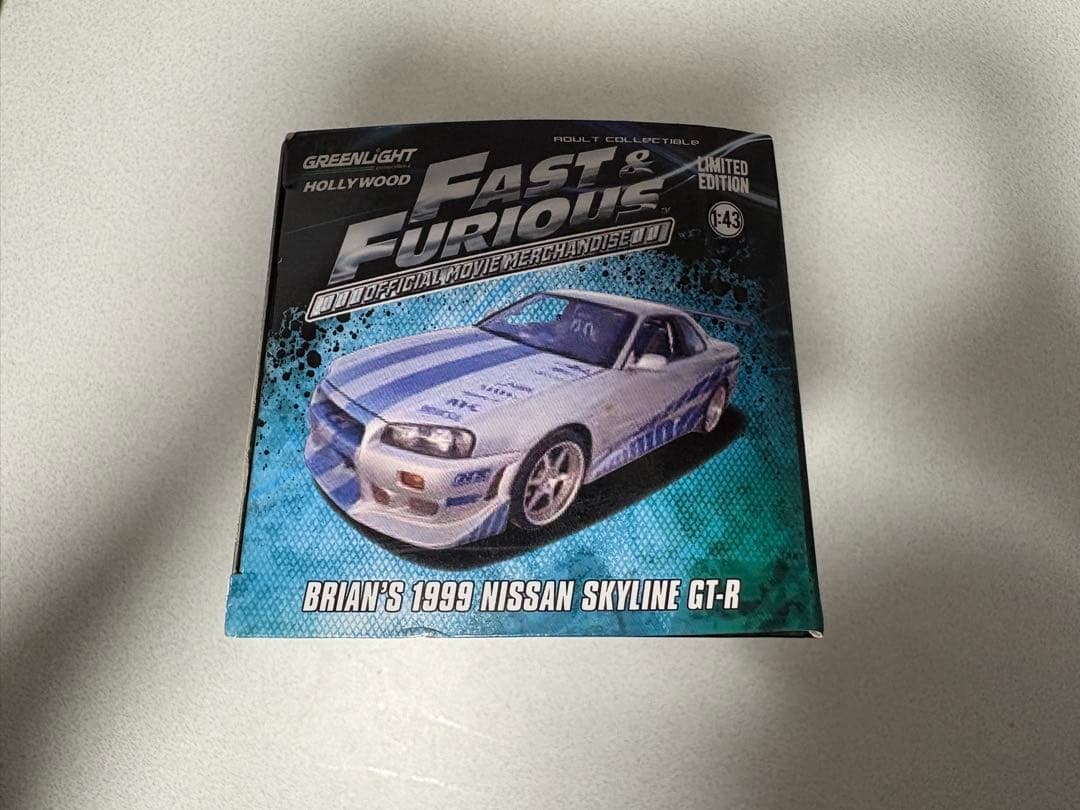 ADULT COLLECTIBLE
GREENLiGHT
HOLLYWOOD
FAST &
FURIOUS
OFFICIAL MOVIE MERCHANDISE
LIMITED
EDITION
1:43
BRIAN'S 1999 NISSAN SKYLINE GT-R